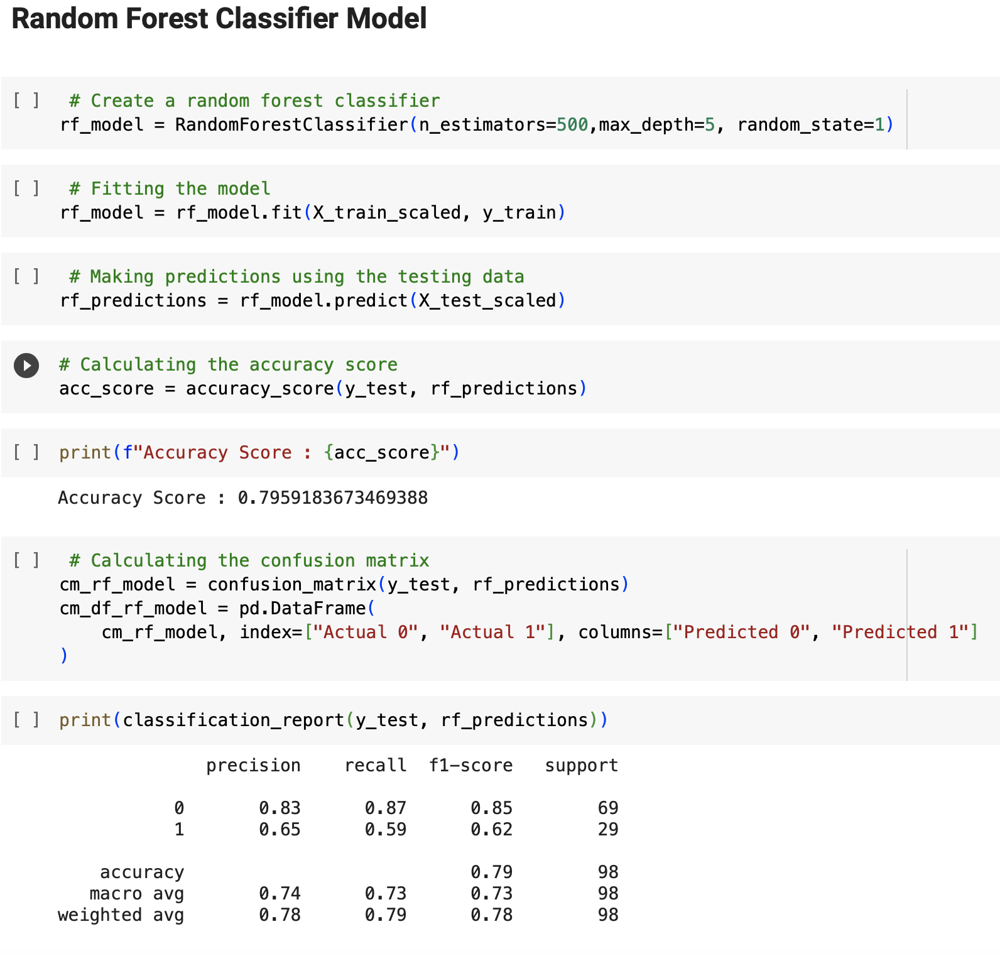 Random Forest Classifier Model
[ ] # Create a random forest classifier
rf_model = RandomForestClassifier(n_estimators=500,max_depth=5, random_state=1)
[ ] # Fitting the model
rf_model = rf_model.fit(X_train_scaled, y_train)
[ ] # Making predictions using the testing data
rf_predictions = rf_model.predict(X_test_scaled)
# Calculating the accuracy score
acc_score = accuracy_score(y_test, rf_predictions)
[ ] print(f"Accuracy Score : {acc_score}")
Accuracy Score : 0.7959183673469388
[ ] # Calculating the confusion matrix
cm_rf_model = confusion_matrix(y_test, rf_predictions)
cm_df_rf_model = pd.DataFrame(
cm_rf_model, index=["Actual 0", "Actual 1"], columns=["Predicted 0", "Predicted 1"]
)
[ ] print(classification_report(y_test, rf_predictions))
precision recall f1-score support
0 0.83 0.87 0.85 69
1 0.65 0.59 0.62 29
accuracy 0.79 98
macro avg 0.74 0.73 0.73 98
weighted avg 0.78 0.79 0.78 98